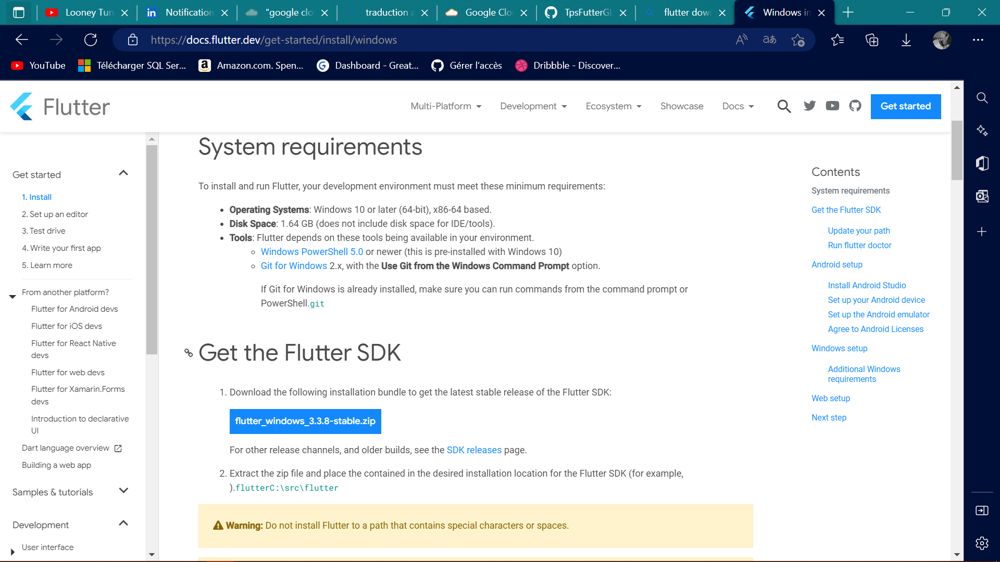 Looney Tun
Notification
"google clo
traduction a
Google Clo
TpsFutterGL
flutter dow
Windows in
https://docs.flutter.dev/get-started/install/windows
YouTube
Télécharger SQL Ser...
Amazon.com. Spen...
Dashboard - Great...
Gérer l'accès
Dribbble - Discover...
Flutter
Multi-Platform
Development
Ecosystem
Showcase
Docs
Get started
Get started
1. Install
2. Set up an editor
3. Test drive
4. Write your first app
5. Learn more
From another platform?
Flutter for Android devs
Flutter for iOS devs
Flutter for React Native
devs
Flutter for web devs
Flutter for Xamarin.Forms
devs
Introduction to declarative
UI
Dart language overview
Building a web app
Samples & tutorials
Development
User interface
System requirements
To install and run Flutter, your development environment must meet these minimum requirements:
• Operating Systems: Windows 10 or later (64-bit), x86-64 based.
• Disk Space: 1.64 GB (does not include disk space for IDE/tools).
• Tools: Flutter depends on these tools being available in your environment.
Windows PowerShell 5.0 or newer (this is pre-installed with Windows 10)
Git for Windows 2.x, with the Use Git from the Windows Command Prompt option.
If Git for Windows is already installed, make sure you can run commands from the command prompt or
PowerShell.git
Get the Flutter SDK
1. Download the following installation bundle to get the latest stable release of the Flutter SDK:
flutter_windows_3.3.8-stable.zip
For other release channels, and older builds, see the SDK releases page.
2. Extract the zip file and place the contained in the desired installation location for the Flutter SDK (for example,
).flutterC:\src\flutter
Warning: Do not install Flutter to a path that contains special characters or spaces.
Contents
System requirements
Get the Flutter SDK
Update your path
Run flutter doctor
Android setup
Install Android Studio
Set up your Android device
Set up the Android emulator
Agree to Android Licenses
Windows setup
Additional Windows
requirements
Web setup
Next step